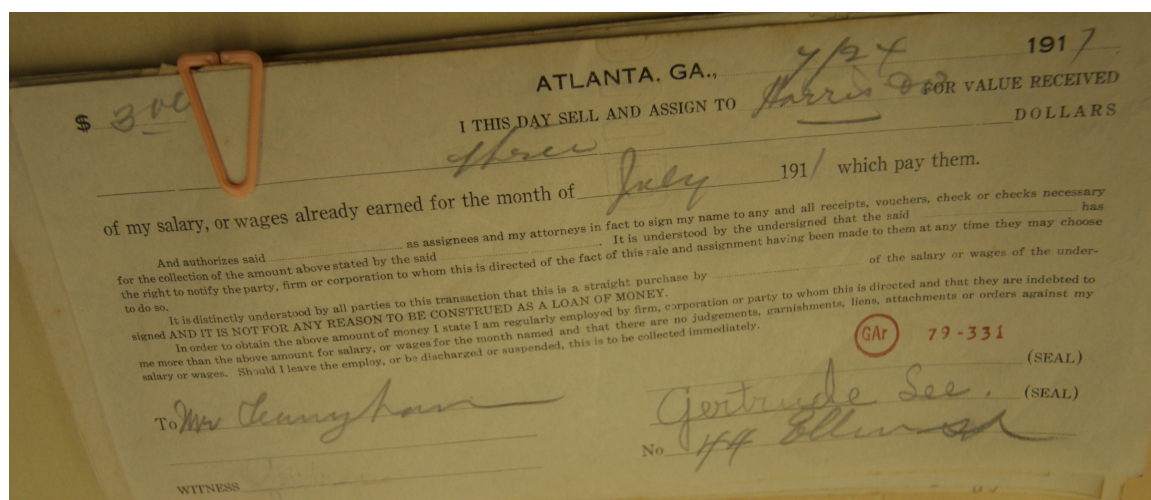 ATLANTA, GA., 7/24 1917
$ 3 00 I THIS DAY SELL AND ASSIGN TO Harris FOR VALUE RECEIVED
Three DOLLARS
of my salary, or wages already earned for the month of July 191 which pay them.
And authorizes said as assignees and my attorneys in fact to sign my name to any and all receipts, vouchers, check or checks necessary
for the collection of the amount above stated by the said . It is understood by the undersigned that the said has
the right to notify the party, firm or corporation to whom this is directed of the fact of this sale and assignment having been made to them at any time they may choose
to do so.
It is distinctly understood by all parties to this transaction that this is a straight purchase by of the salary or wages of the under-
signed AND IT IS NOT FOR ANY REASON TO BE CONSTRUED AS A LOAN OF MONEY.
In order to obtain the above amount of money I state I am regularly employed by firm, corporation or party to whom this is directed and that they are indebted to
me more than the above amount for salary, or wages for the month named and that there are no judgements, garnishments, liens, attachments or orders against my
salary or wages. Should I leave the employ, or be discharged or suspended, this is to be collected immediately.
GAr 79-331
(SEAL)
To Mr Gertrude See. (SEAL)
No 44
WITNESS